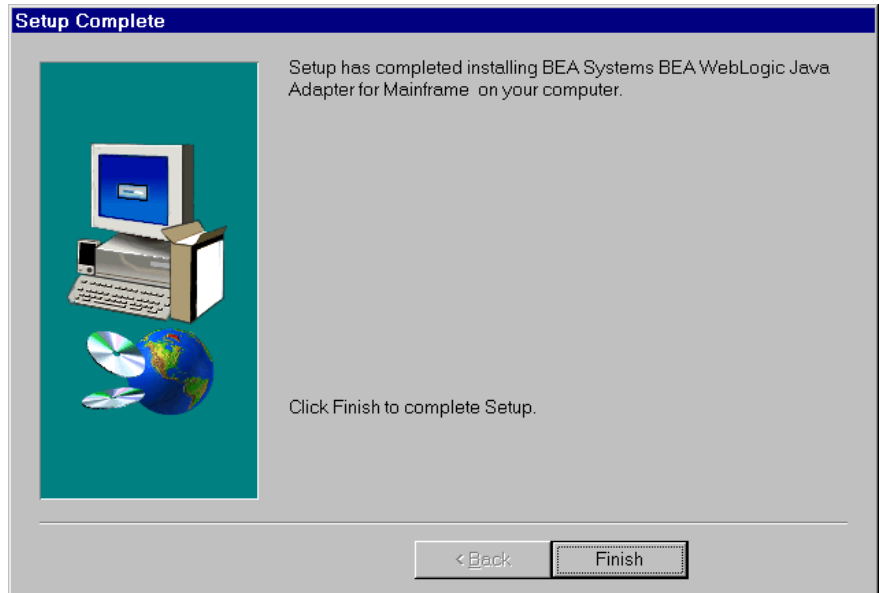 Setup Complete
Setup has completed installing BEA Systems BEA WebLogic Java
Adapter for Mainframe on your computer.
Click Finish to complete Setup.
< Back
Finish